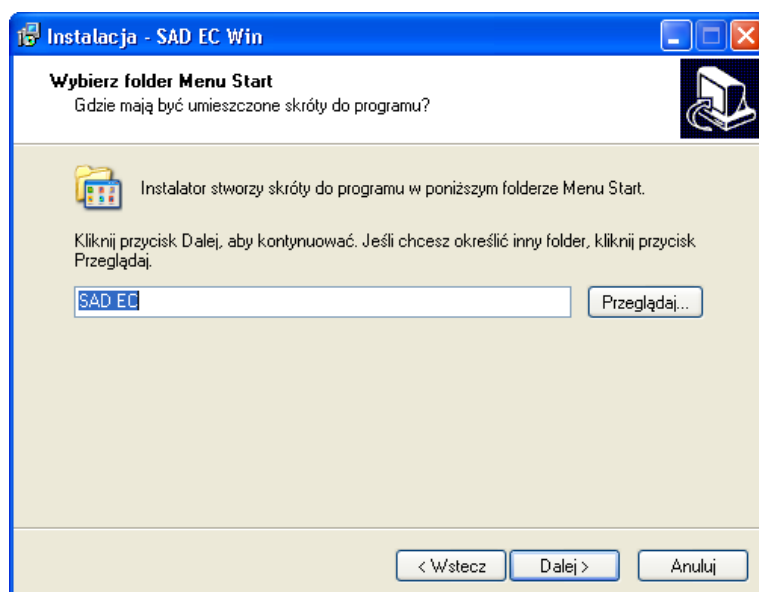 Instalacja - SAD EC Win
Wybierz folder Menu Start
Gdzie mają być umieszczone skróty do programu?
Instalator stworzy skróty do programu w poniższym folderze Menu Start.
Kliknij przycisk Dalej, aby kontynuować. Jeśli chcesz określić inny folder, kliknij przycisk
Przeglądaj.
SAD EC
Przeglądaj...
< Wstecz
Dalej >
Anuluj